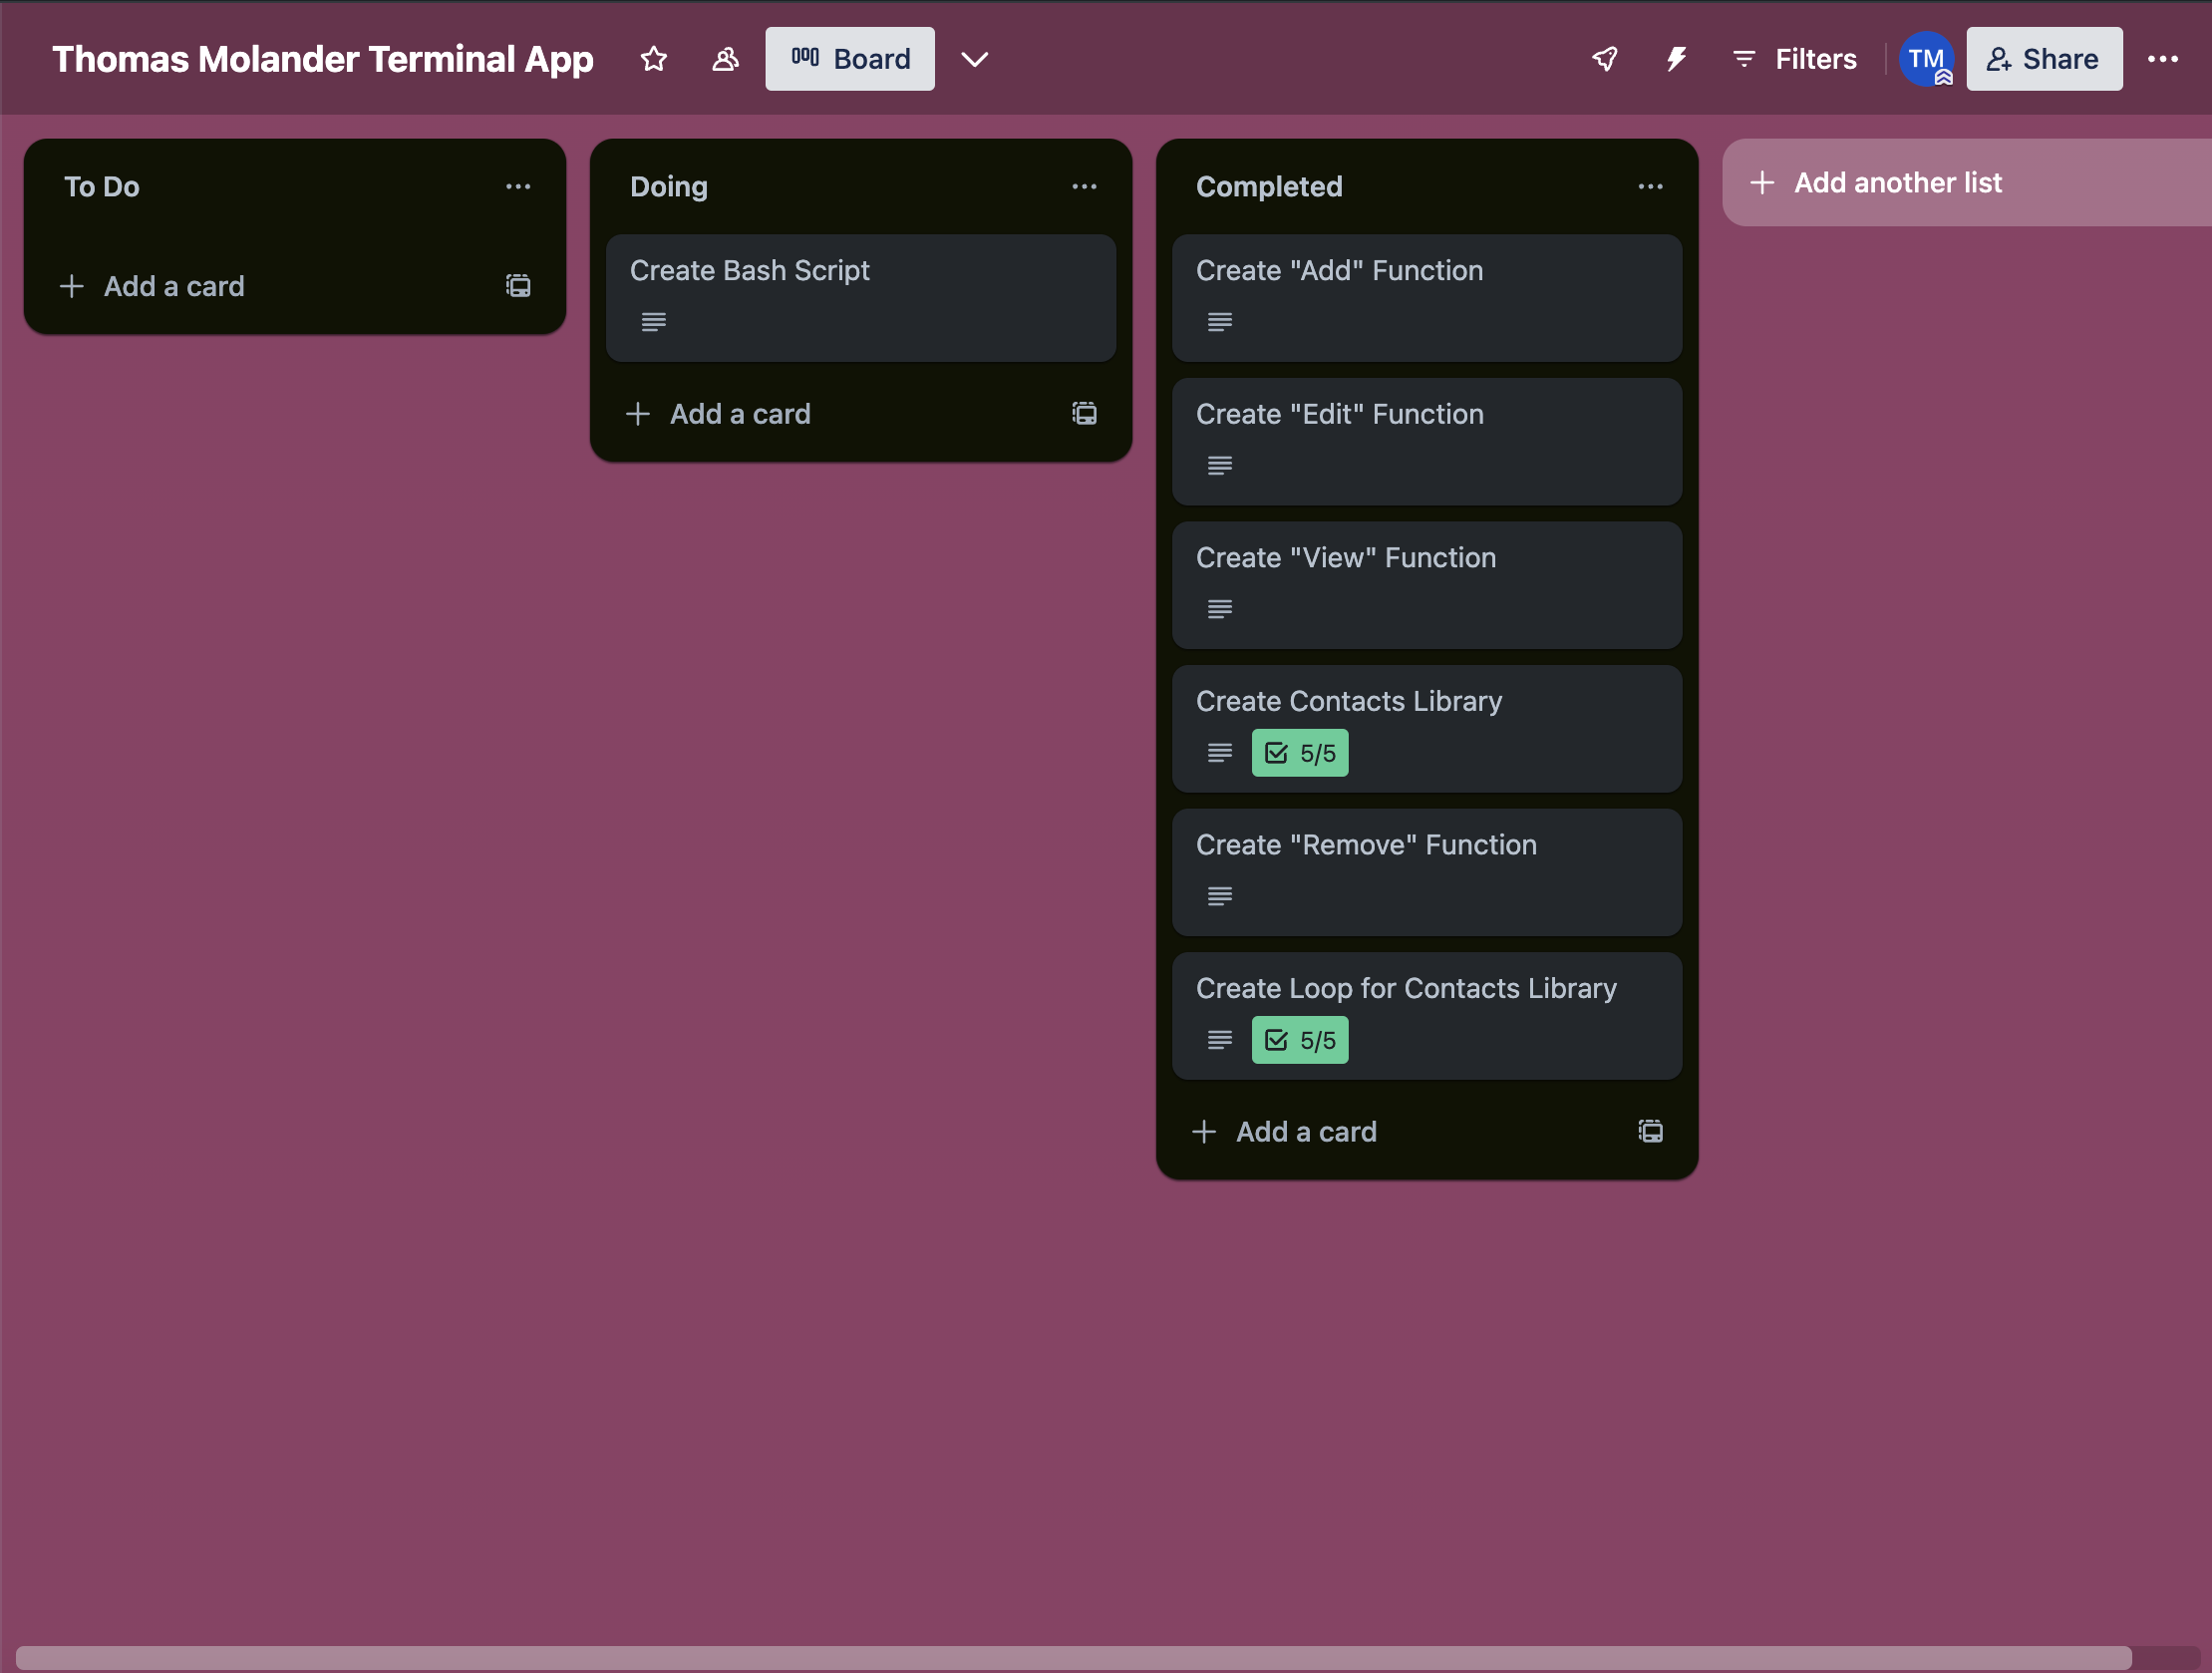 Thomas Molander Terminal App
Board
Filters
TM
Share
To Do
Add a card
Doing
Create Bash Script
Add a card
Completed
Create "Add" Function
Create "Edit" Function
Create "View" Function
Create Contacts Library
5/5
Create "Remove" Function
Create Loop for Contacts Library
5/5
Add a card
Add another list